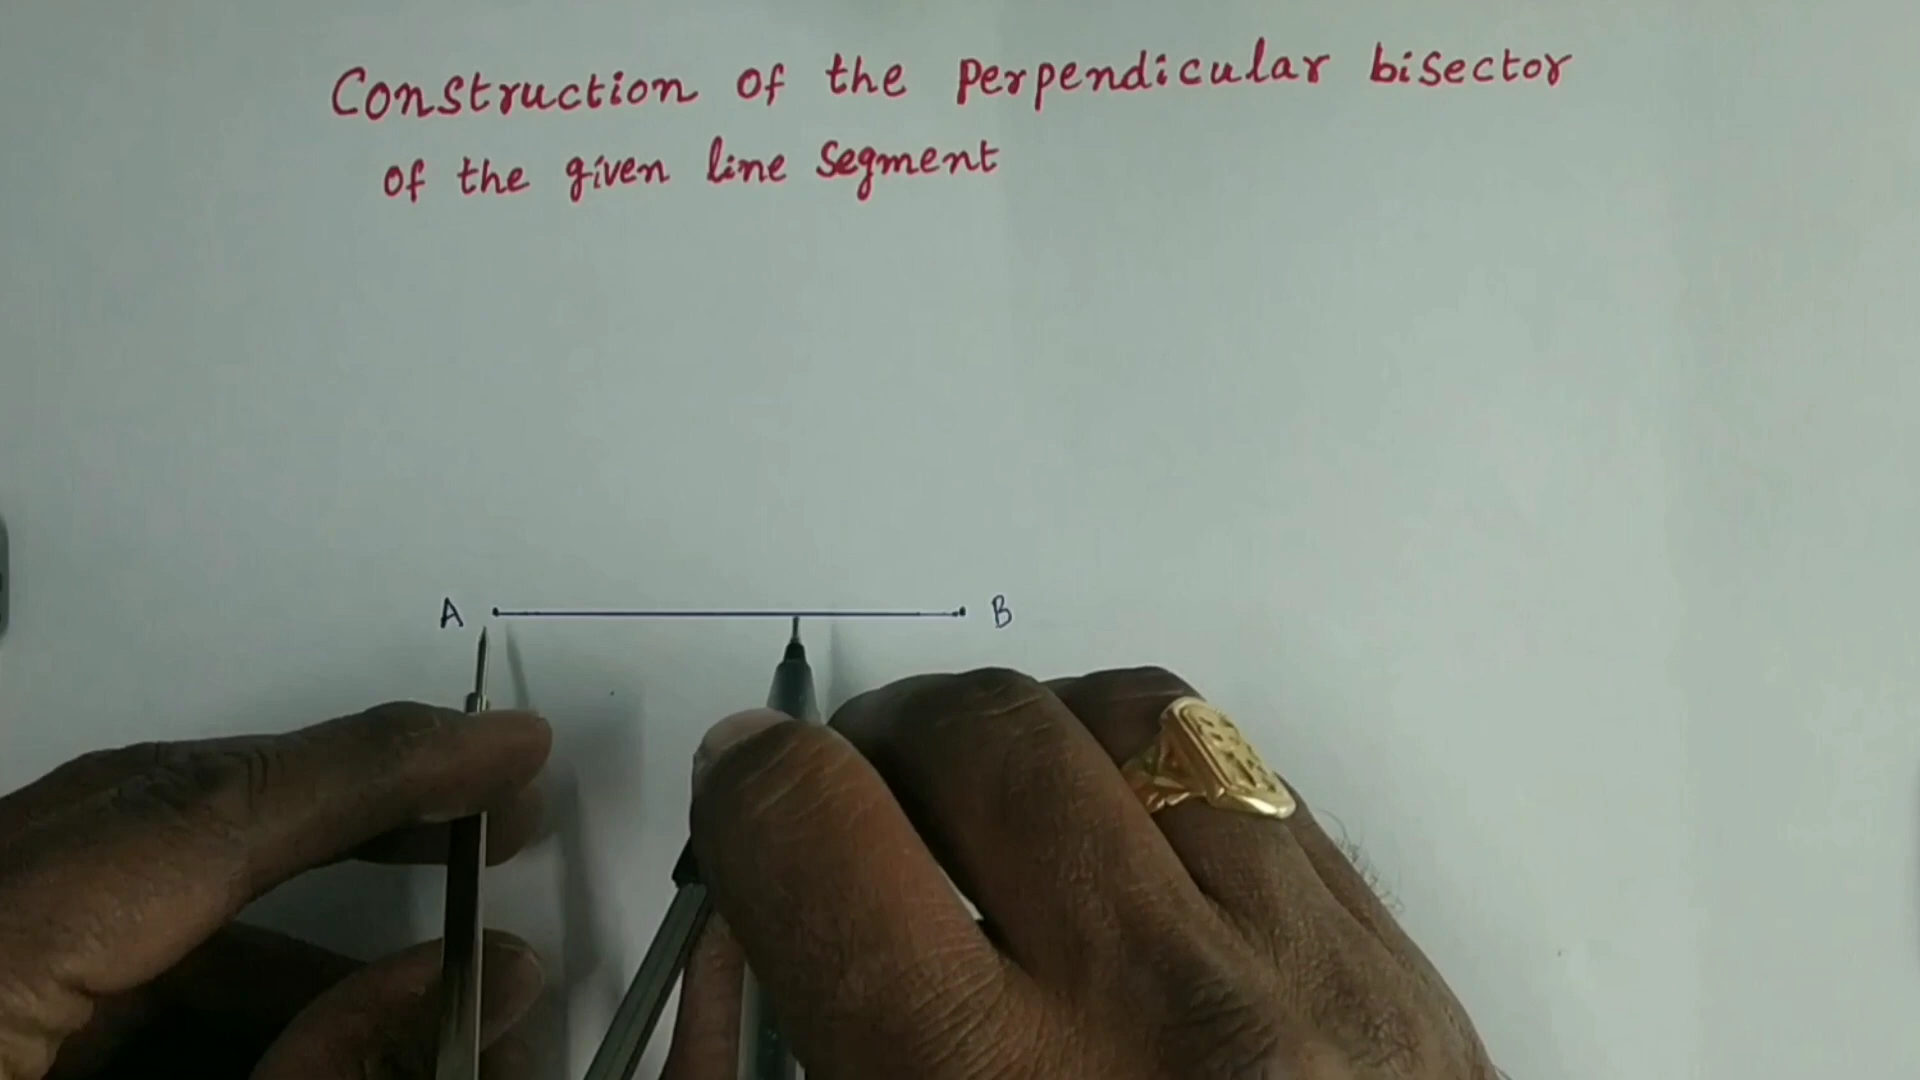 Construction of the perpendicular bisector
of the given line segment
A B